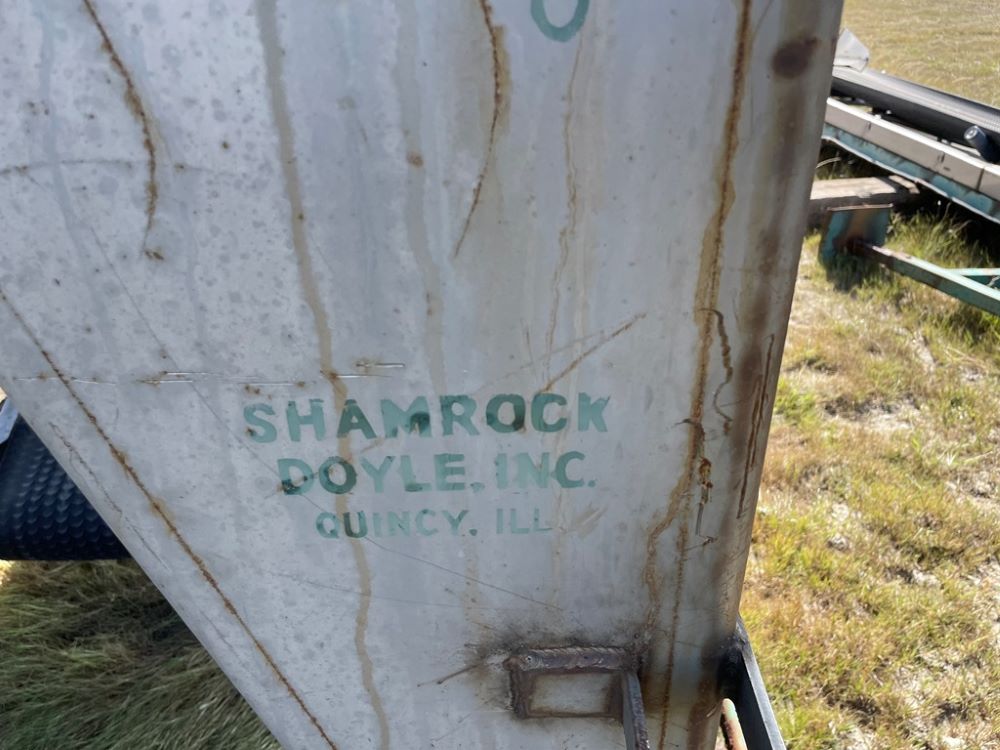 SHAMROCK
DOYLE, INC.
QUINCY, ILL